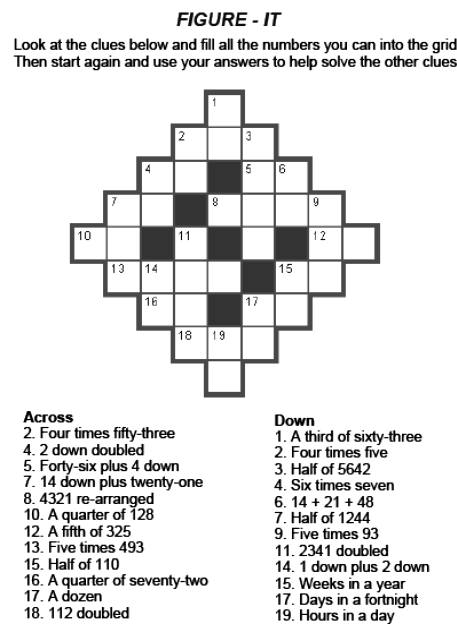 FIGURE - IT
Look at the clues below and fill all the numbers you can into the grid
Then start again and use your answers to help solve the other clues
1
2 3
4 5 6
7 8 9
10 11 12
13 14 15
16 17
18 19
Across
2. Four times fifty-three
4. 2 down doubled
5. Forty-six plus 4 down
7. 14 down plus twenty-one
8. 4321 re-arranged
10. A quarter of 128
12. A fifth of 325
13. Five times 493
15. Half of 110
16. A quarter of seventy-two
17. A dozen
18. 112 doubled
Down
1. A third of sixty-three
2. Four times five
3. Half of 5642
4. Six times seven
6. 14 + 21 + 48
7. Half of 1244
9. Five times 93
11. 2341 doubled
14. 1 down plus 2 down
15. Weeks in a year
17. Days in a fortnight
19. Hours in a day